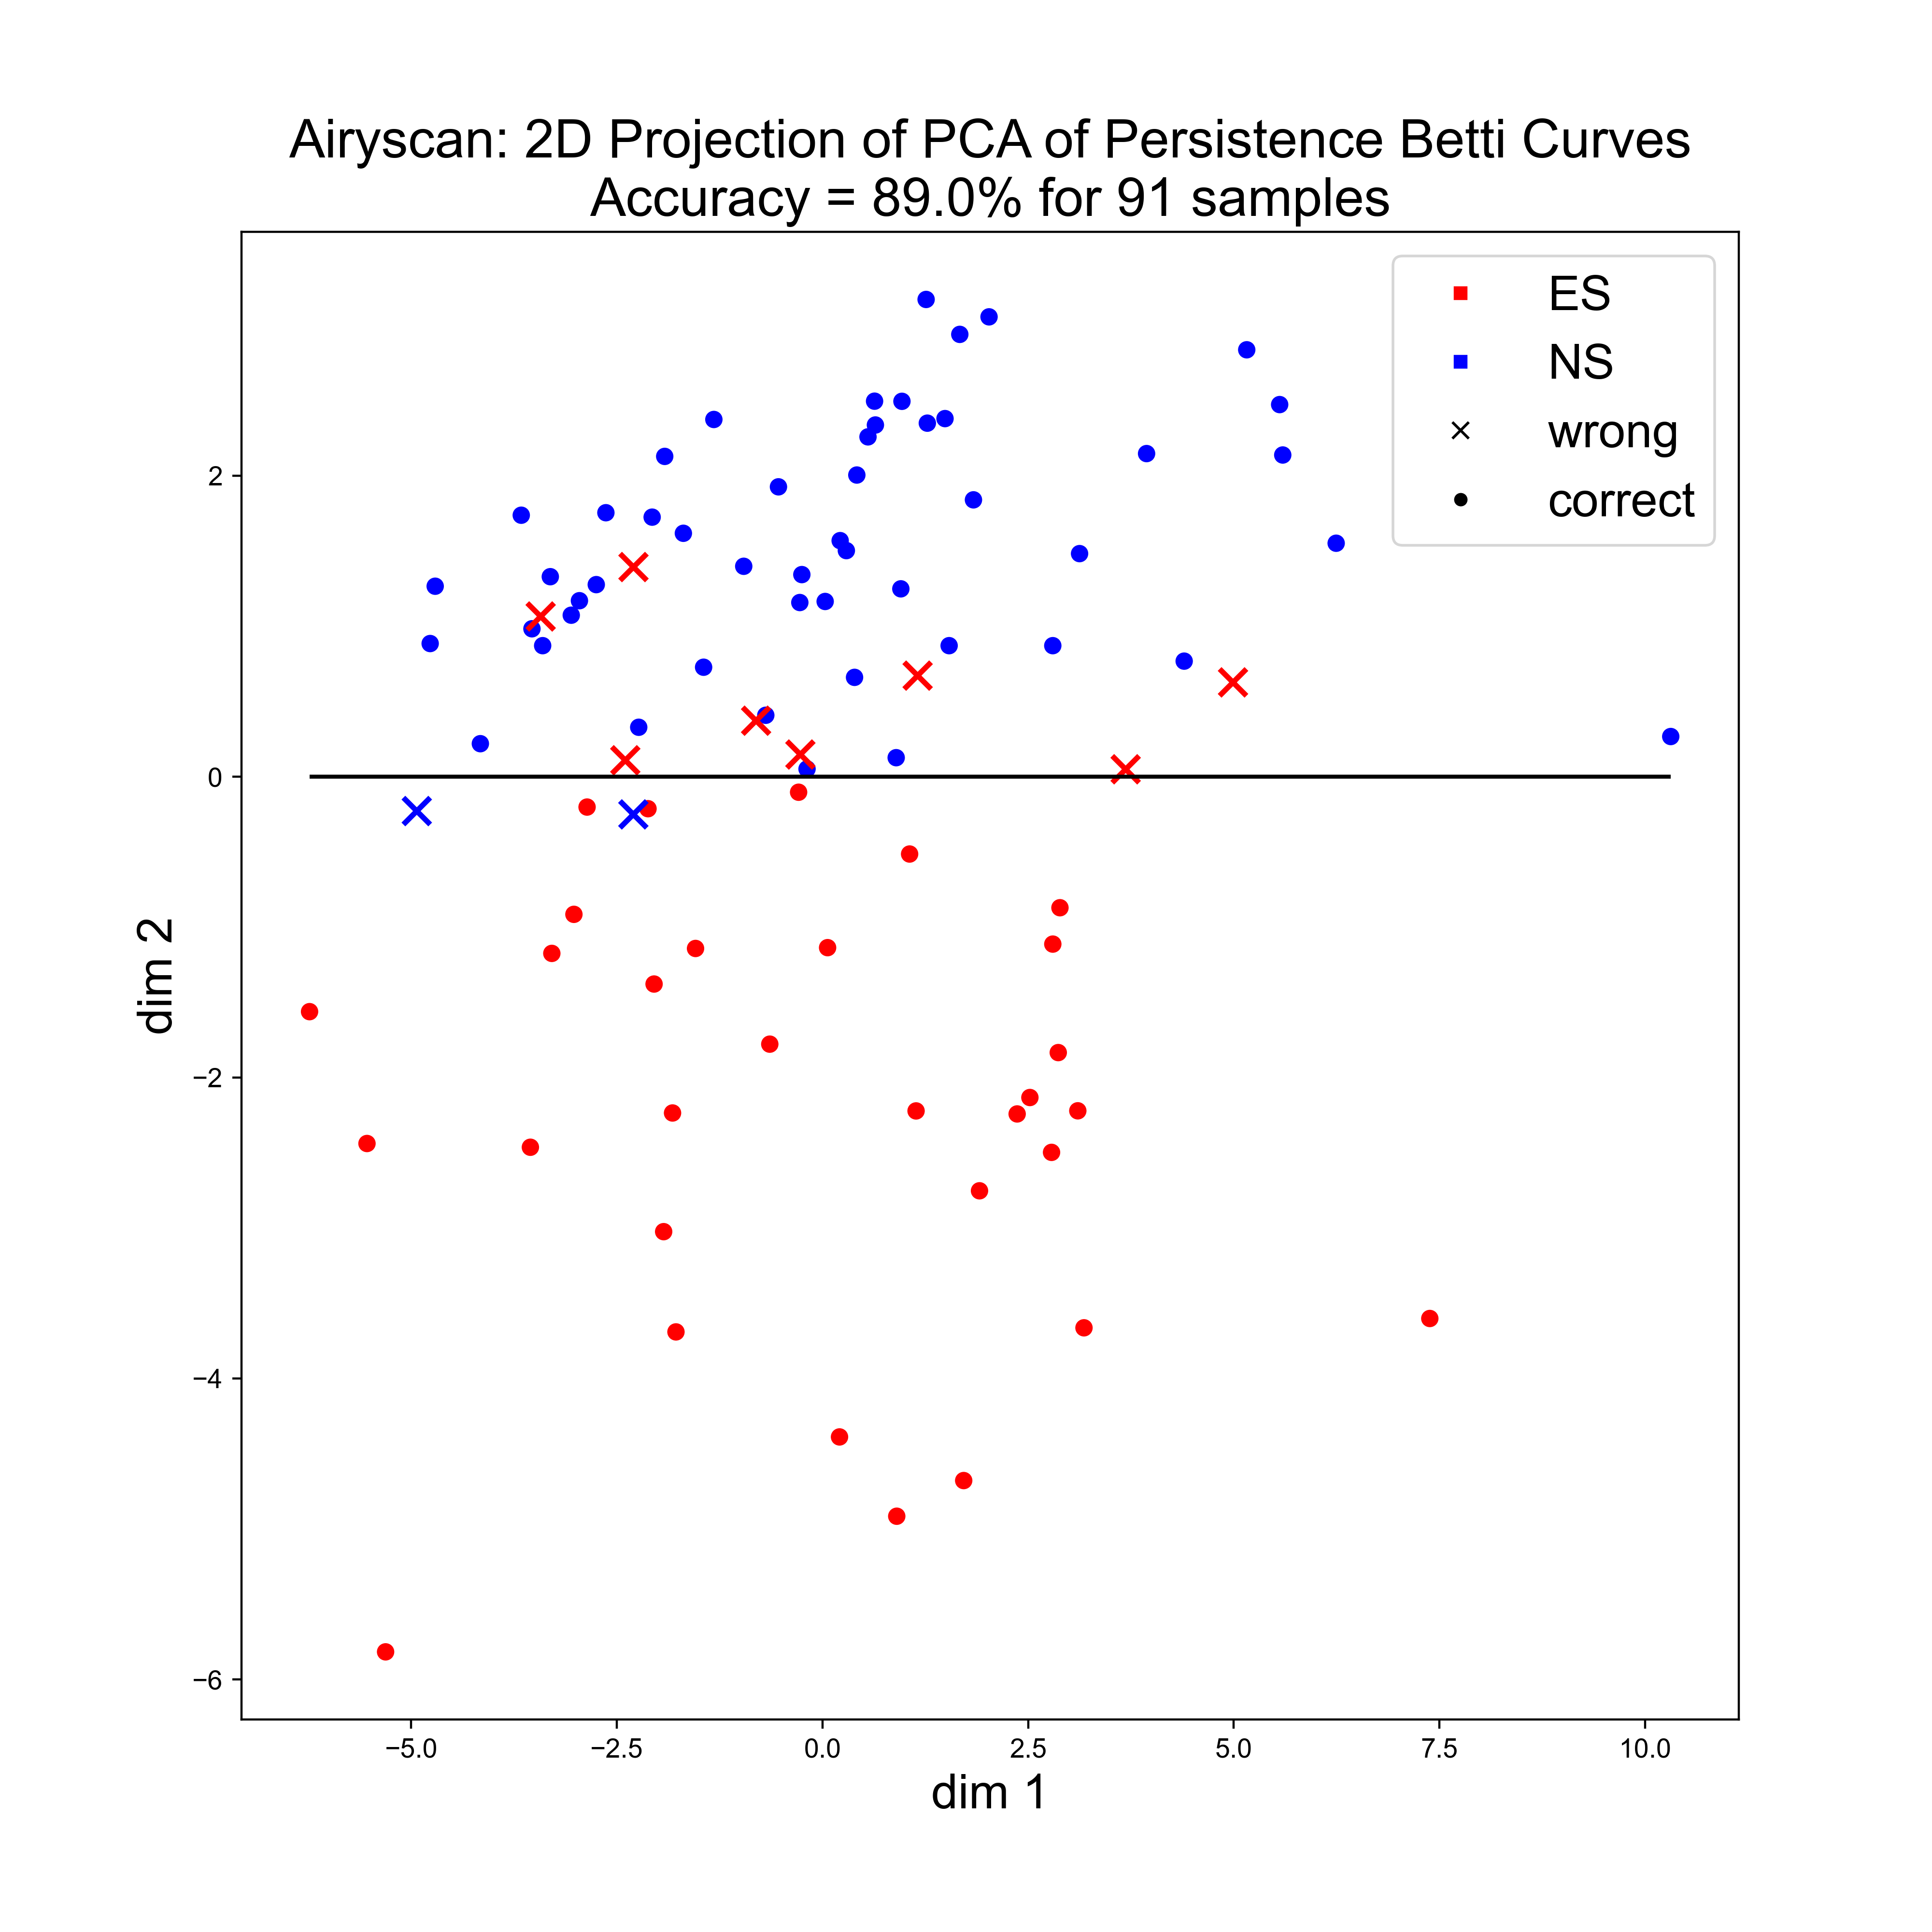 Airyscan: 2D Projection of PCA of Persistence Betti Curves
Accuracy = 89.0% for 91 samples
ES
NS
wrong
correct
2
0
−2
−4
−6
dim 2
−5.0 −2.5 0.0 2.5 5.0 7.5 10.0
dim 1